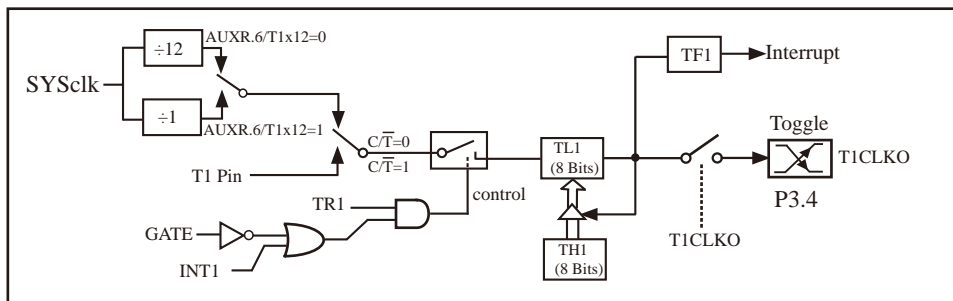 ÷12
AUXR.6/T1x12=0
SYSclk
÷1
AUXR.6/T1x12=1
C/T̅=0
C/T̅=1
T1 Pin
TR1
GATE
INT1
control
TL1
(8 Bits)
TH1
(8 Bits)
TF1
Interrupt
T1CLKO
Toggle
T1CLKO
P3.4